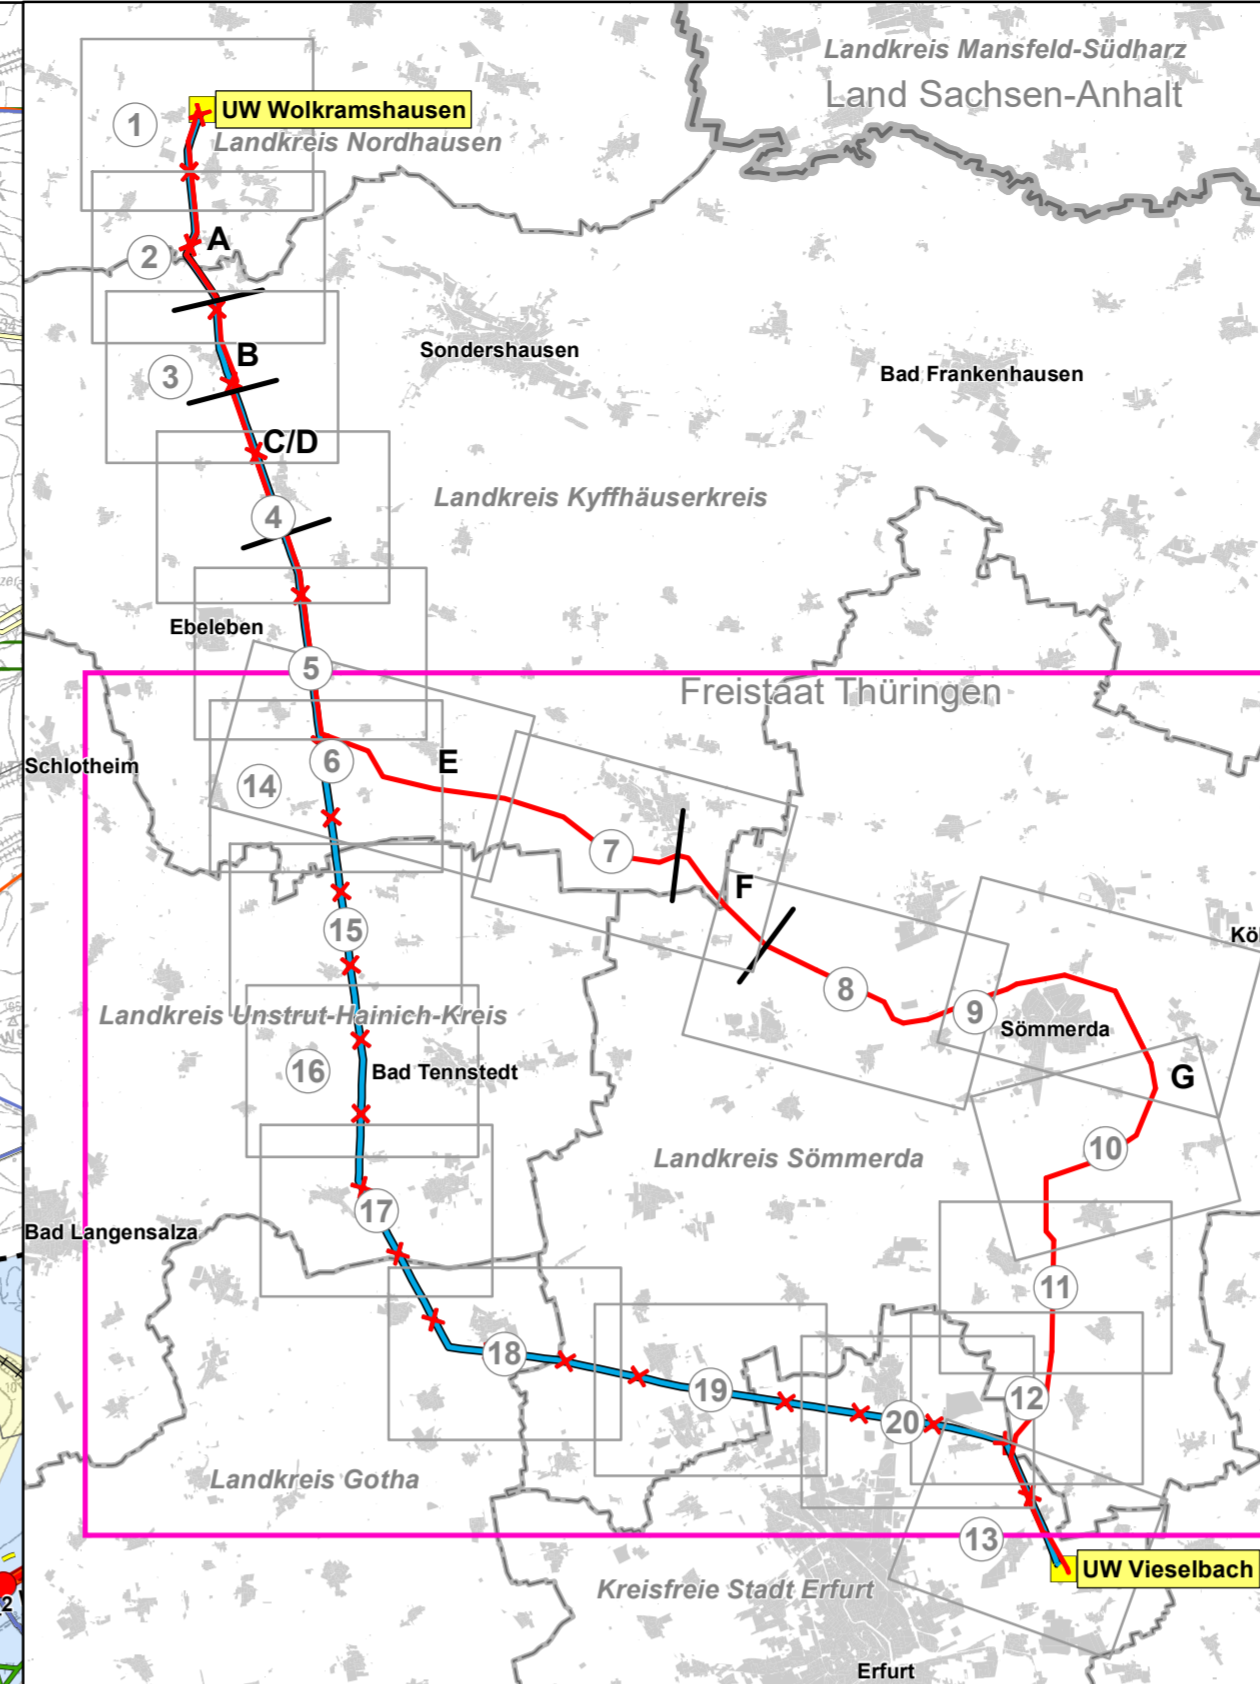 Landkreis Mansfeld-Südharz
Land Sachsen-Anhalt
UW Wolkramshausen
1
Landkreis Nordhausen
A
2
Sondershausen
B
3
Bad Frankenhausen
C/D
Landkreis Kyffhäuserkreis
4
Ebeleben
5
Freistaat Thüringen
Schlotheim
6
E
14
7
F
15
Kö
8
9
Landkreis Unstrut-Hainich-Kreis
Sömmerda
16
Bad Tennstedt
G
10
Landkreis Sömmerda
17
Bad Langensalza
11
18
19
12
20
Landkreis Gotha
13
UW Vieselbach
Kreisfreie Stadt Erfurt
2
Erfurt